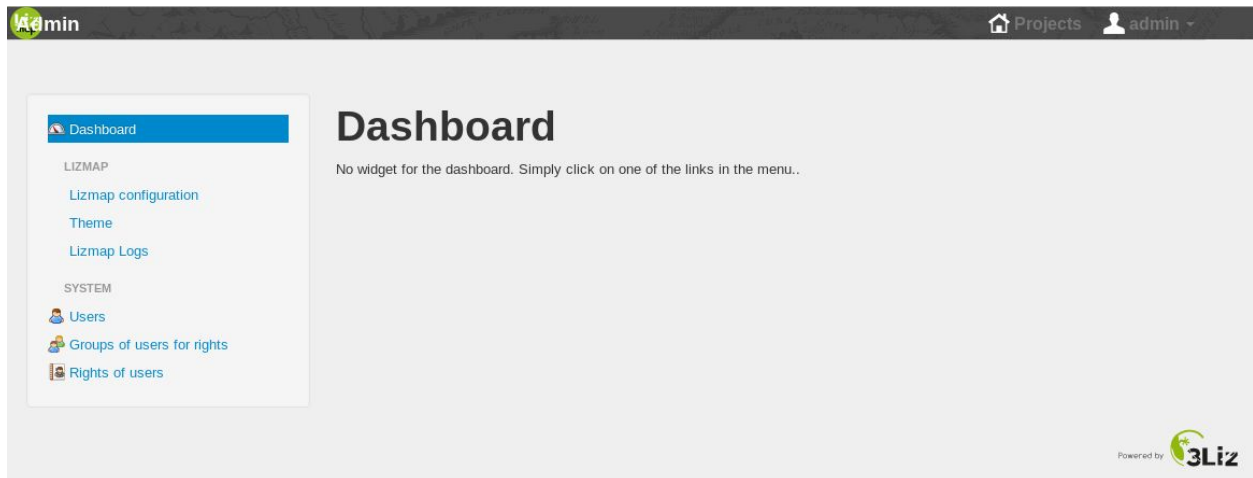 Admin
Projects admin
Dashboard
LIZMAP
Lizmap configuration
Theme
Lizmap Logs
SYSTEM
Users
Groups of users for rights
Rights of users
Dashboard
No widget for the dashboard. Simply click on one of the links in the menu..
Powered by 3Liz